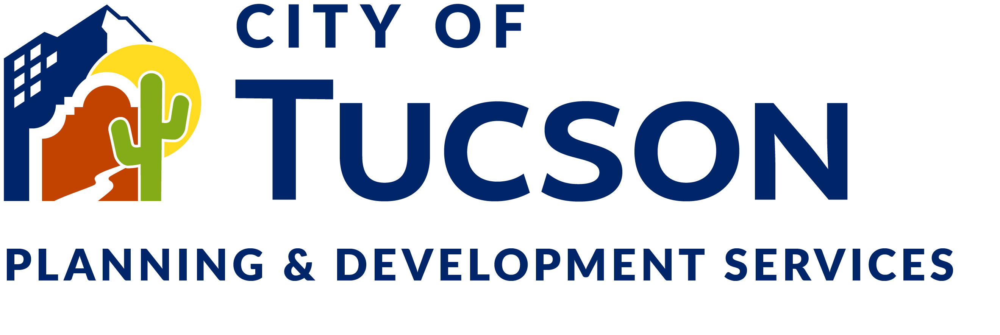 CITY OF
TUCSON
PLANNING & DEVELOPMENT SERVICES